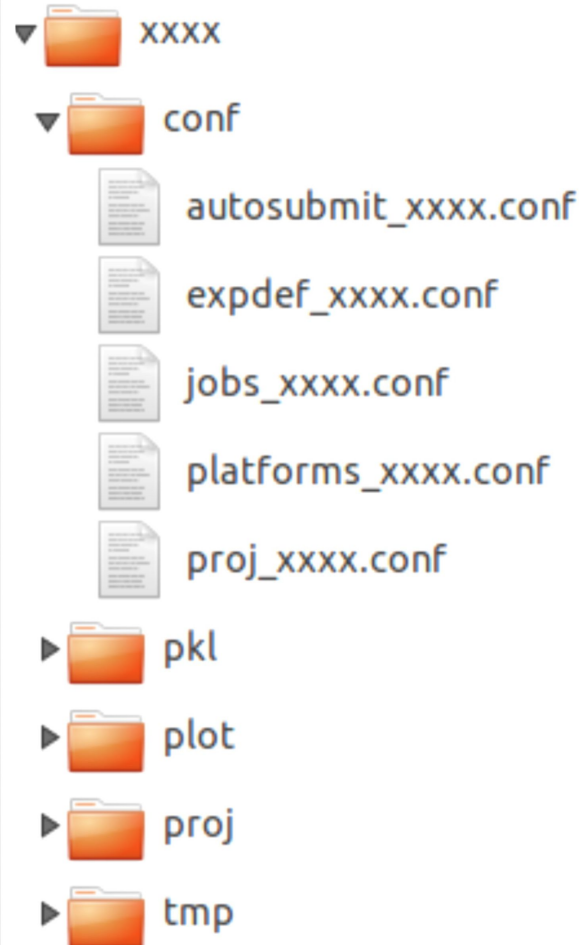 xxxx
conf
autosubmit_xxxx.conf
expdef_xxxx.conf
jobs_xxxx.conf
platforms_xxxx.conf
proj_xxxx.conf
pkl
plot
proj
tmp